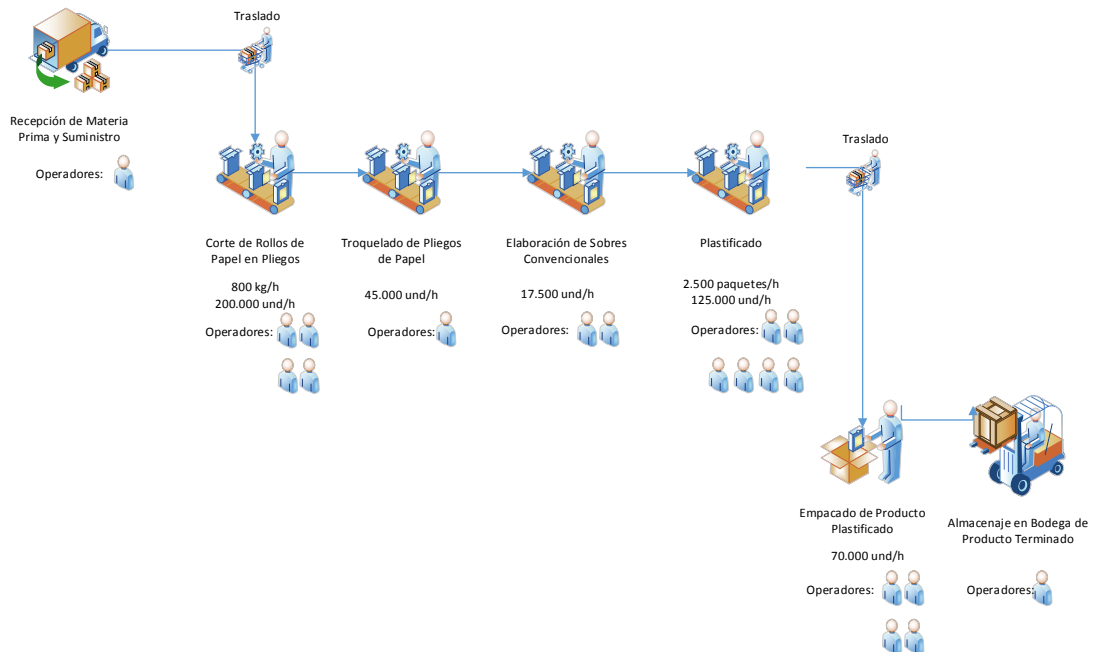 Traslado
Recepción de Materia
Prima y Suministro
Operadores:
Corte de Rollos de
Papel en Pliegos
800 kg/h
200.000 und/h
Operadores:
Troquelado de Pliegos
de Papel
45.000 und/h
Operadores:
Elaboración de Sobres
Convencionales
17.500 und/h
Operadores:
Plastificado
2.500 paquetes/h
125.000 und/h
Operadores:
Traslado
Empacado de Producto
Plastificado
70.000 und/h
Operadores:
Almacenaje en Bodega de
Producto Terminado
Operadores: